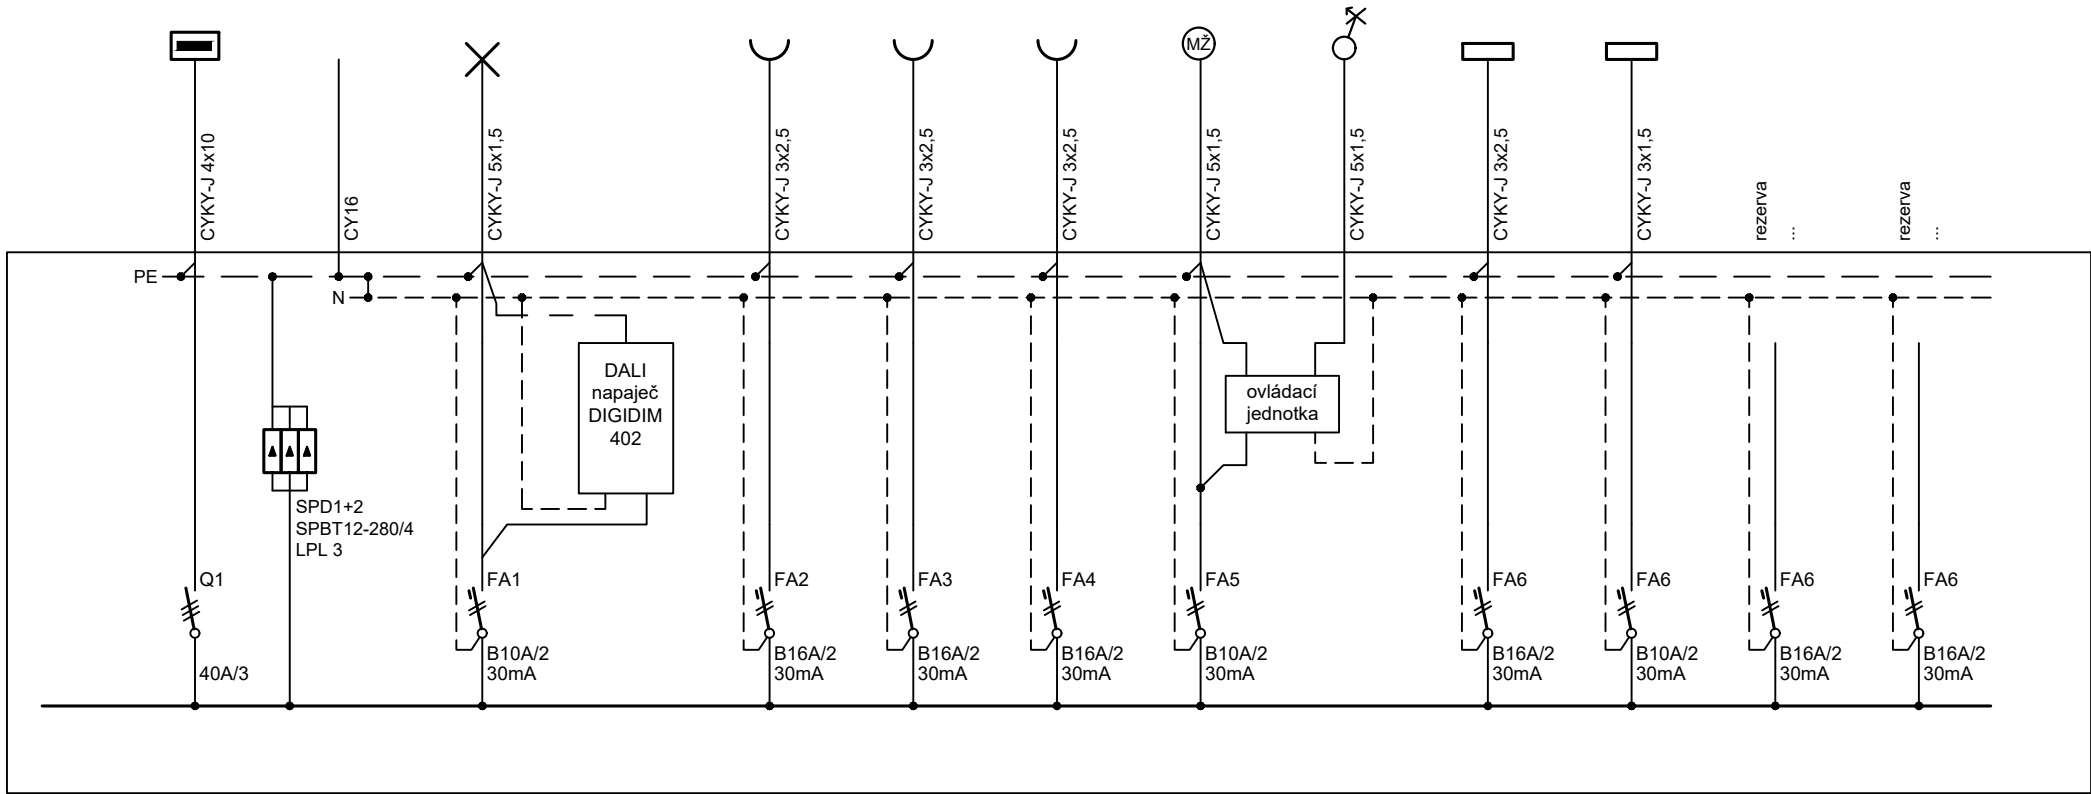 MŽ
CYKY-J 4x10
CY16
CYKY-J 5x1,5
CYKY-J 3x2,5
CYKY-J 3x2,5
CYKY-J 3x2,5
CYKY-J 5x1,5
CYKY-J 5x1,5
CYKY-J 3x2,5
CYKY-J 3x1,5
rezerva
...
rezerva
...
PE
N
DALI
napaječ
DIGIDIM
402
ovládací
jednotka
SPD1+2
SPBT12-280/4
LPL 3
Q1
FA1
FA2
FA3
FA4
FA5
FA6
FA6
FA6
FA6
40A/3
B10A/2
30mA
B16A/2
30mA
B16A/2
30mA
B16A/2
30mA
B10A/2
30mA
B16A/2
30mA
B10A/2
30mA
B16A/2
30mA
B16A/2
30mA